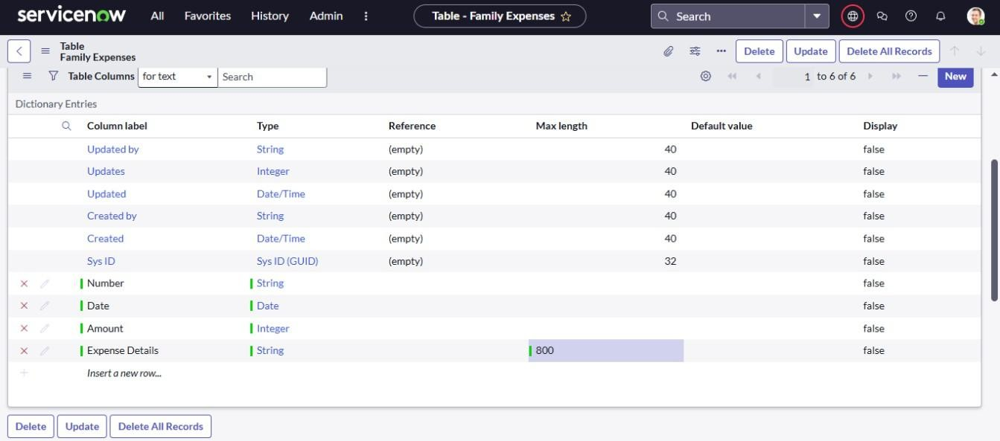 servicenow All Favorites History Admin Table - Family Expenses Search
Table
Family Expenses
Delete Update Delete All Records
Table Columns for text Search 1 to 6 of 6 New
Dictionary Entries
Column label Type Reference Max length Default value Display
Updated by String (empty) 40 false
Updates Integer (empty) 40 false
Updated Date/Time (empty) 40 false
Created by String (empty) 40 false
Created Date/Time (empty) 40 false
Sys ID Sys ID (GUID) (empty) 32 false
Number String false
Date Date false
Amount Integer false
Expense Details String 800 false
Insert a new row...
Delete Update Delete All Records